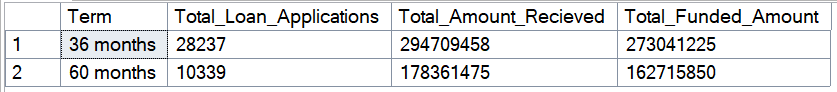 Term Total_Loan_Applications Total_Amount_Recieved Total_Funded_Amount
1 36 months 28237 294709458 273041225
2 60 months 10339 178361475 162715850